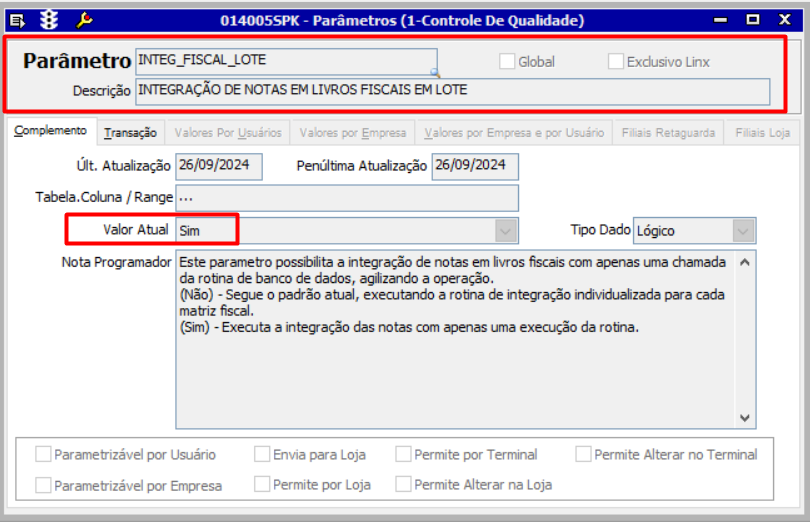 014005SPK - Parâmetros (1-Controle De Qualidade)
Parâmetro INTEG_FISCAL_LOTE Global Exclusivo Linx
Descrição INTEGRAÇÃO DE NOTAS EM LIVROS FISCAIS EM LOTE
Complemento Transação Valores Por Usuários Valores por Empresa Valores por Empresa e por Usuário Filiais Retaguarda Filiais Loja
Últ. Atualização 26/09/2024 Penúltima Atualização 26/09/2024
Tabela.Coluna / Range ...
Valor Atual Sim Tipo Dado Lógico
Nota Programador Este parametro possibilita a integração de notas em livros fiscais com apenas uma chamada
da rotina de banco de dados, agilizando a operação.
(Não) - Segue o padrão atual, executando a rotina de integração individualizada para cada
matriz fiscal.
(Sim) - Executa a integração das notas com apenas uma execução da rotina.
Parametrizável por Usuário Envia para Loja Permite por Terminal Permite Alterar no Terminal
Parametrizável por Empresa Permite por Loja Permite Alterar na Loja